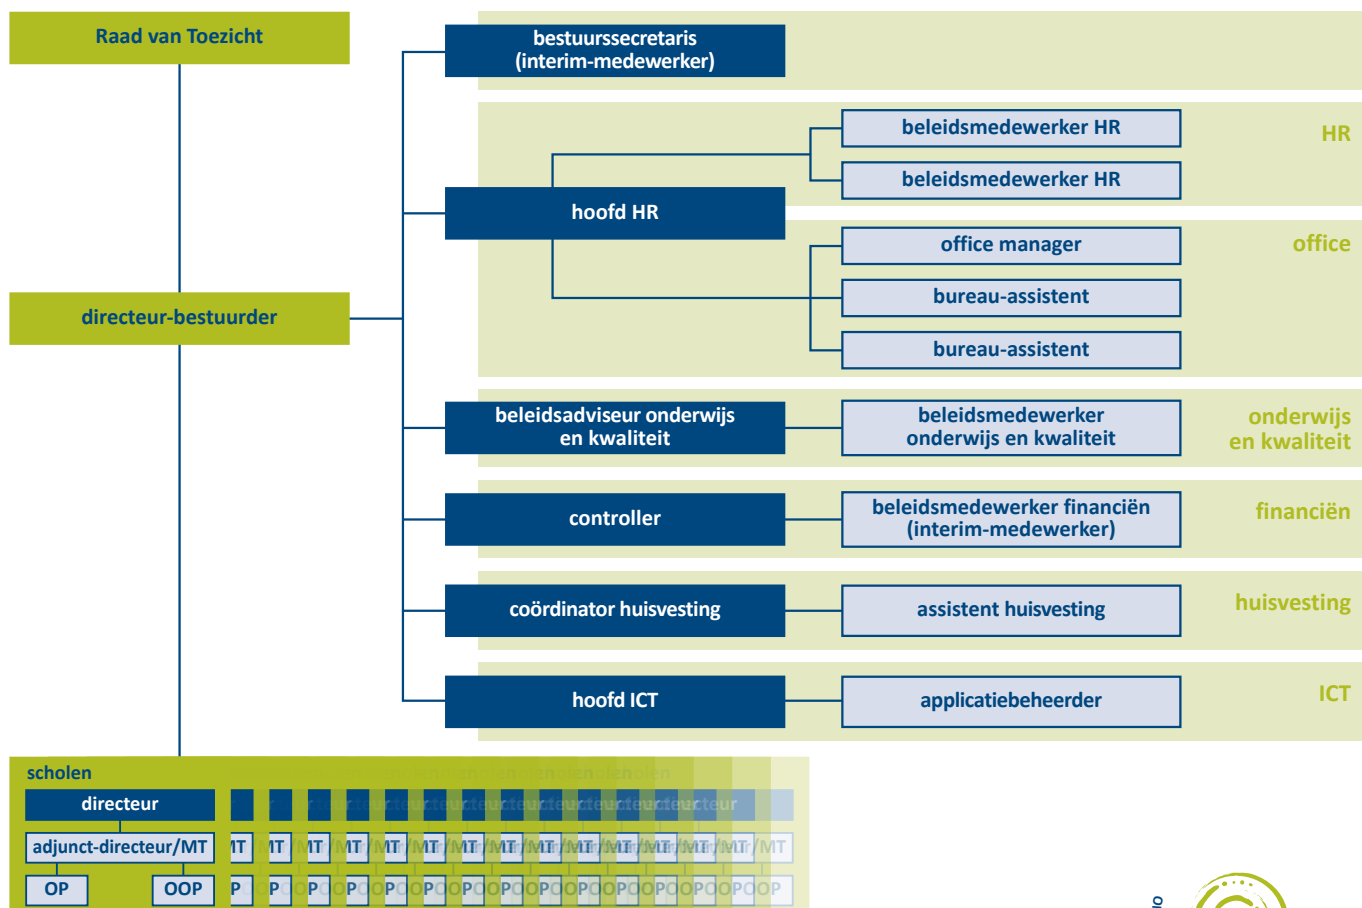 Raad van Toezicht
bestuurssecretaris
(interim-medewerker)
beleidsmedewerker HR
HR
beleidsmedewerker HR
hoofd HR
office manager
office
bureau-assistent
directeur-bestuurder
bureau-assistent
beleidsadviseur onderwijs
en kwaliteit
beleidsmedewerker
onderwijs en kwaliteit
onderwijs
en kwaliteit
controller
beleidsmedewerker financiën
(interim-medewerker)
financiën
coördinator huisvesting
assistent huisvesting
huisvesting
hoofd ICT
applicatiebeheerder
ICT
scholen
directeur
adjunct-directeur/MT
OP
OOP